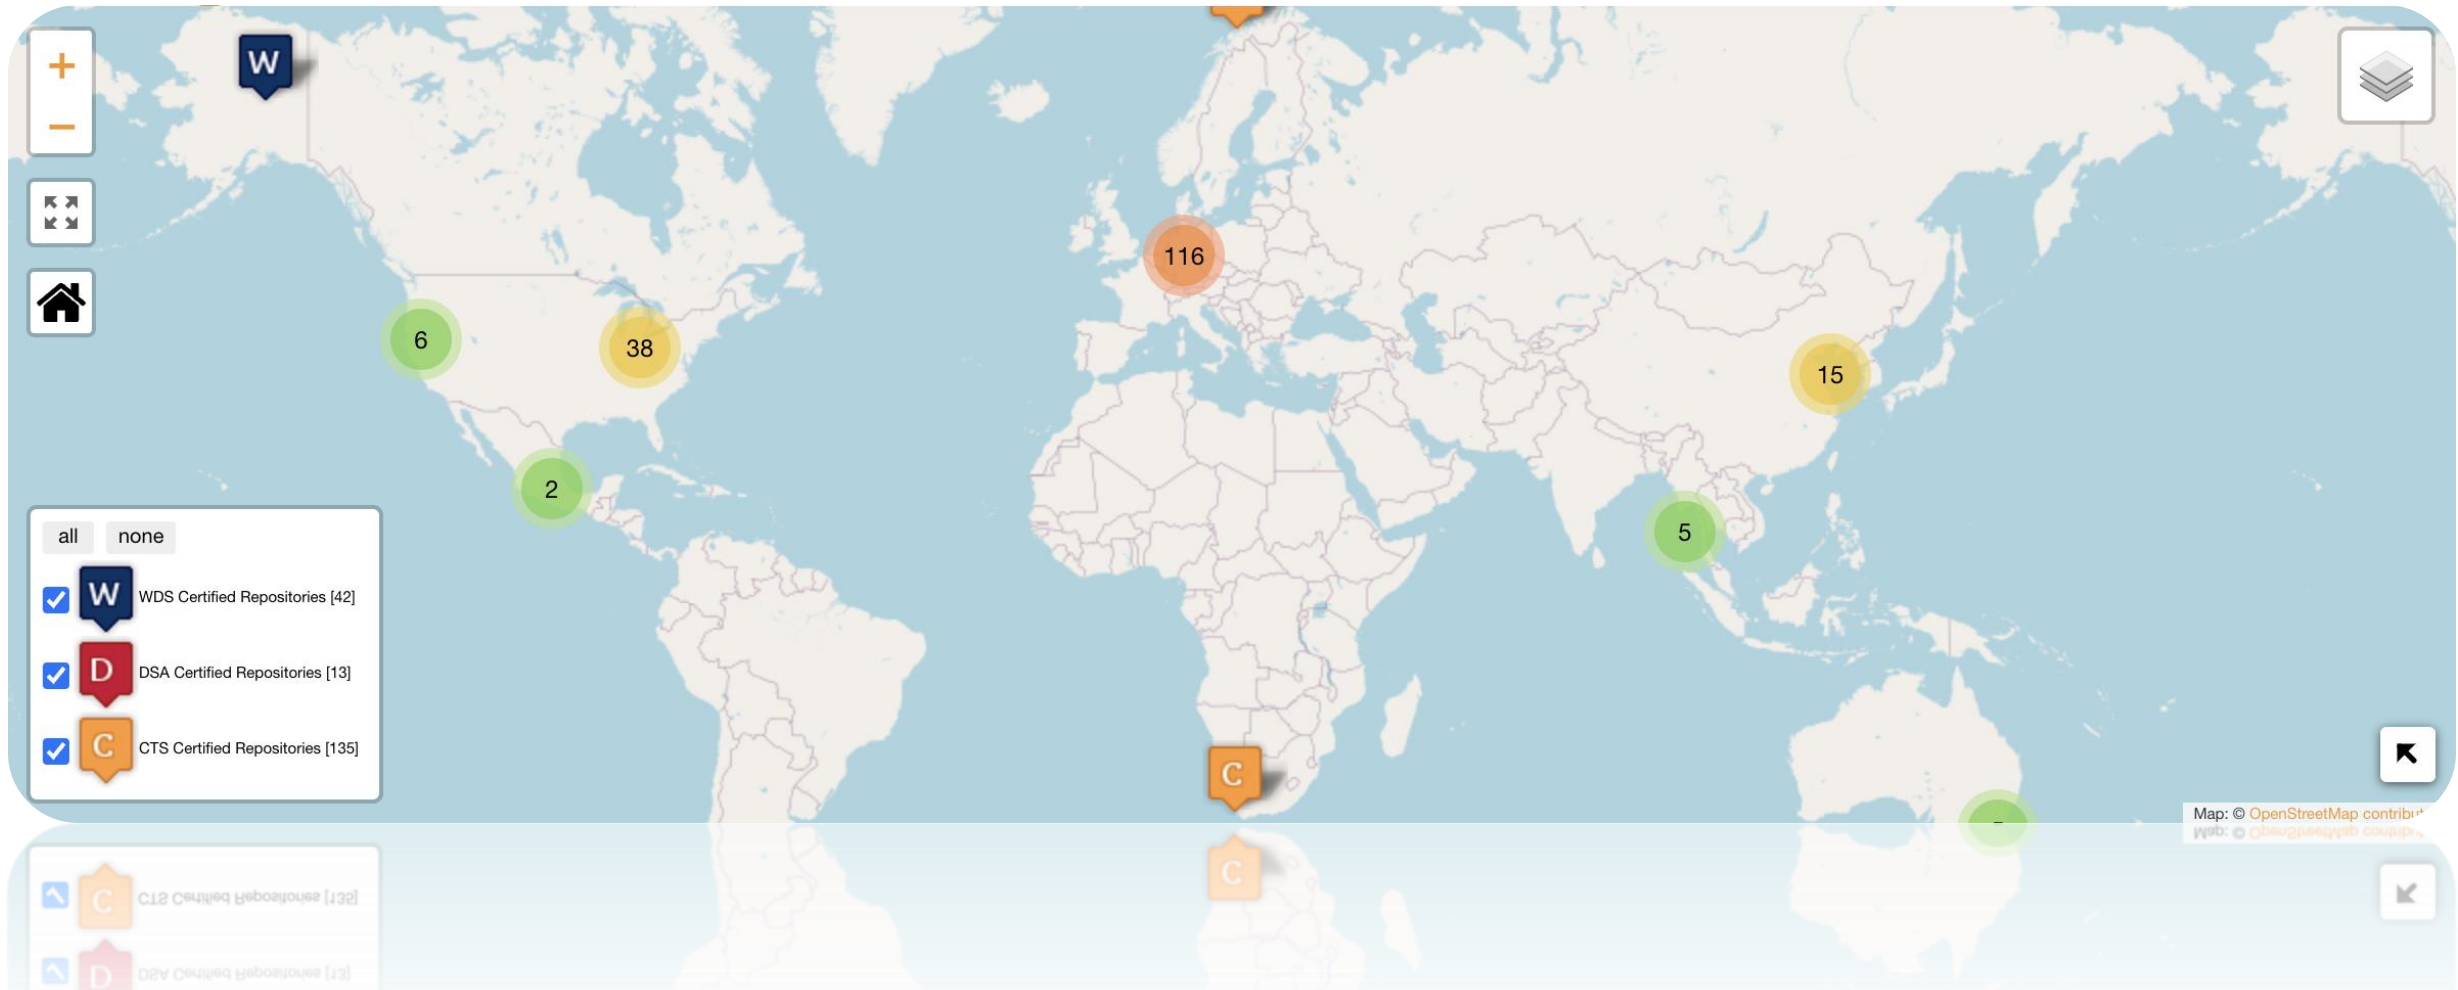 W
+
−
116
6
38
15
2
5
all
none
W
WDS Certified Repositories [42]
D
DSA Certified Repositories [13]
C
CTS Certified Repositories [135]
C
Map: © OpenStreetMap